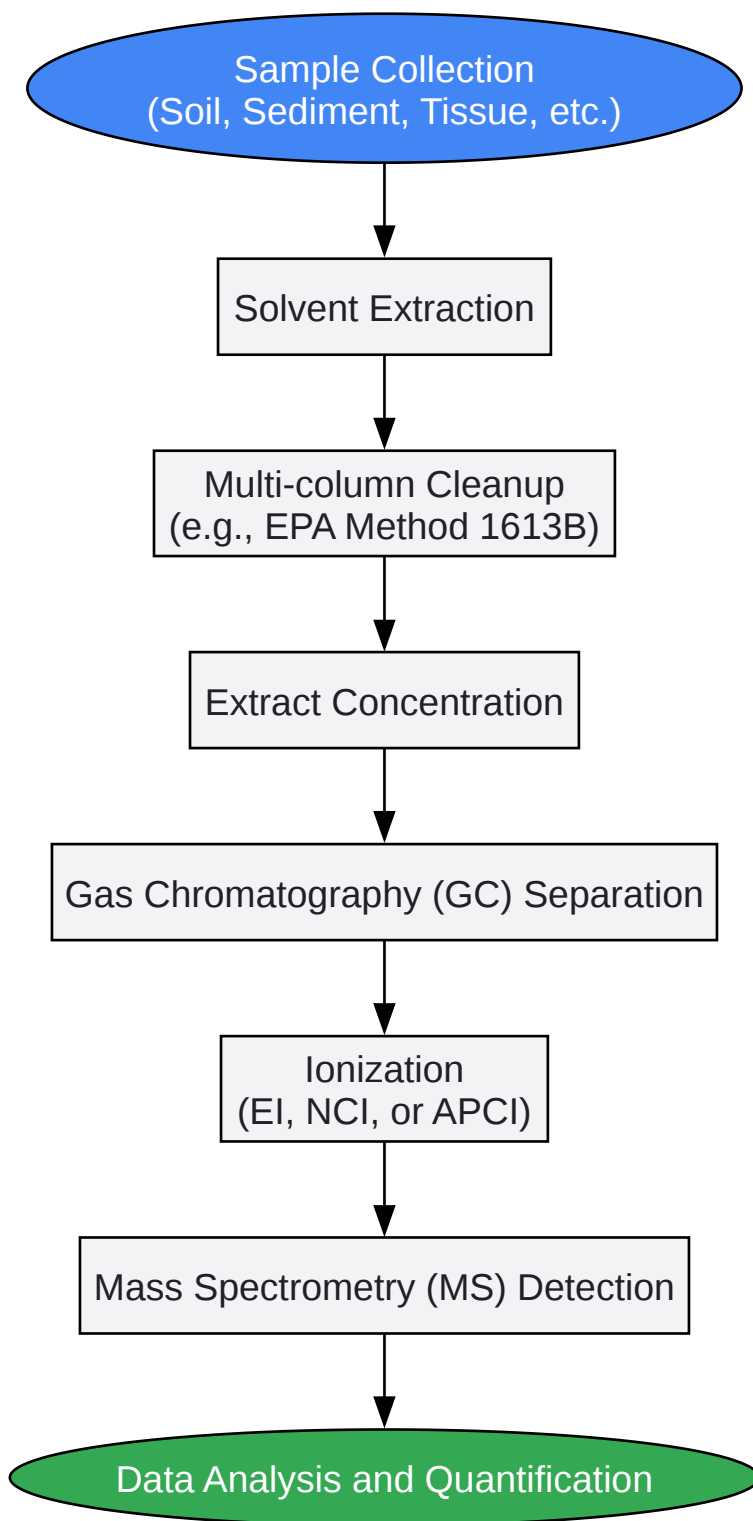 Sample Collection
(Soil, Sediment, Tissue, etc.)
Solvent Extraction
Multi-column Cleanup
(e.g., EPA Method 1613B)
Extract Concentration
Gas Chromatography (GC) Separation
Ionization
(EI, NCI, or APCI)
Mass Spectrometry (MS) Detection
Data Analysis and Quantification